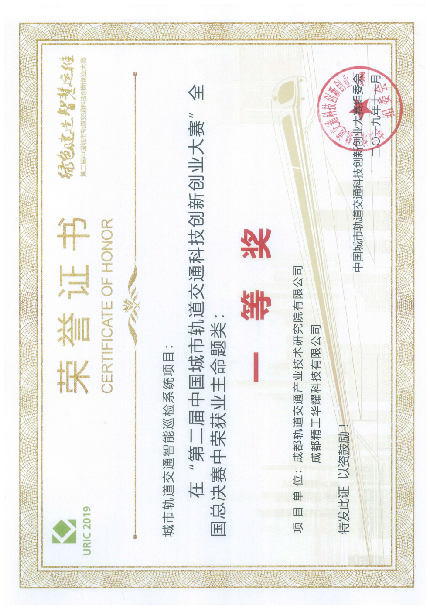 URIC 2019
绿色建造 智慧运维
荣誉证书
CERTIFICATE OF HONOR
城市轨道交通智能巡检系统项目：
在“第二届中国城市轨道交通科技创新创业大赛”全
国总决赛中荣获业主命题类：
一等奖
项目单位：成都轨道交通产业技术研究院有限公司
成都精工华耀科技有限公司
特发此证 以资鼓励！
中国城市轨道交通科技创新创业大赛组委会
二〇一九年十一月